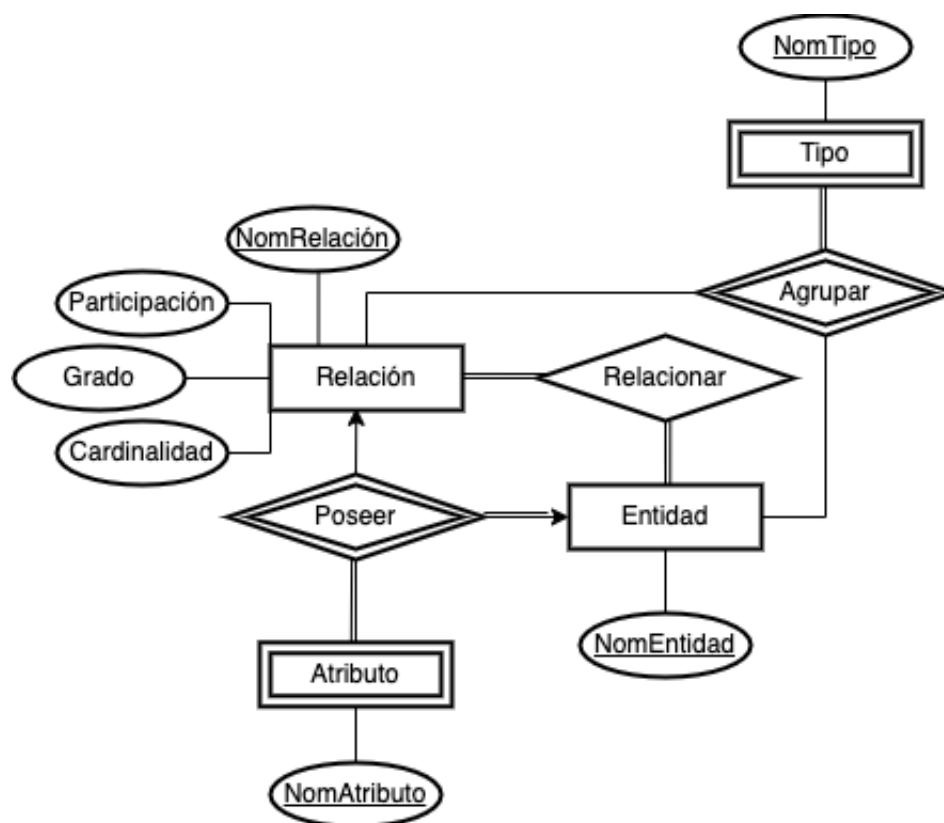 NomTipo
Tipo
NomRelación
Participación
Agrupar
Grado
Relación
Relacionar
Cardinalidad
Poseer
Entidad
Atributo
NomEntidad
NomAtributo